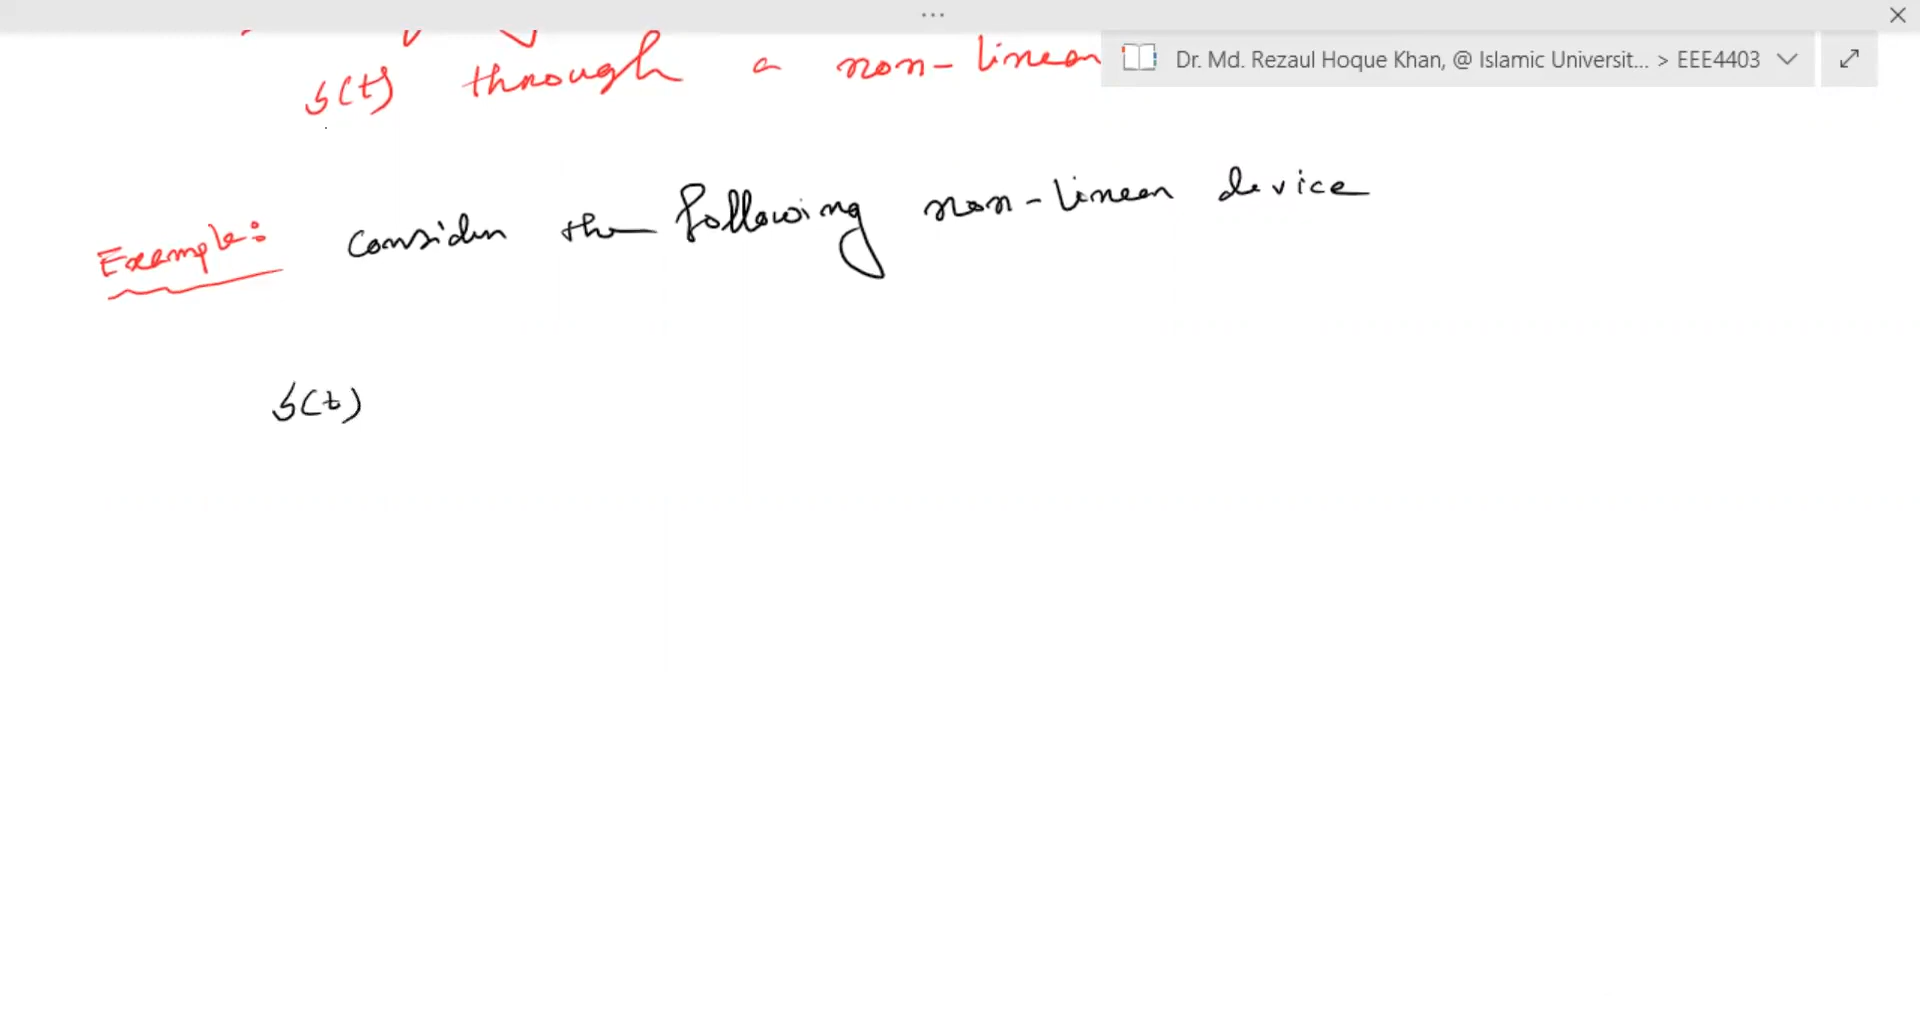 ...
s(t) through a non-linear
Dr. Md. Rezaul Hoque Khan, @ Islamic Universit... > EEE4403
Example: Consider the following non-linear device
s(t)